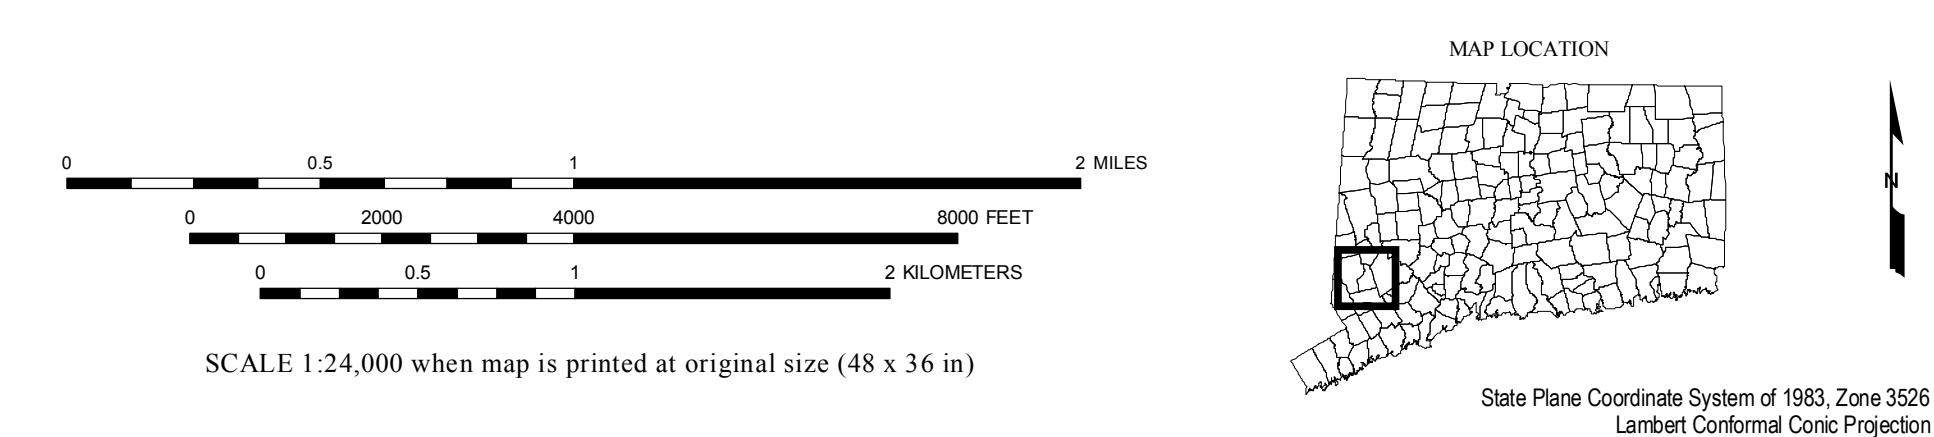 MAP LOCATION
0 0.5 1 2 MILES
0 2000 4000 8000 FEET
0 0.5 1 2 KILOMETERS
N
SCALE 1:24,000 when map is printed at original size (48 x 36 in)
State Plane Coordinate System of 1983, Zone 3526
Lambert Conformal Conic Projection